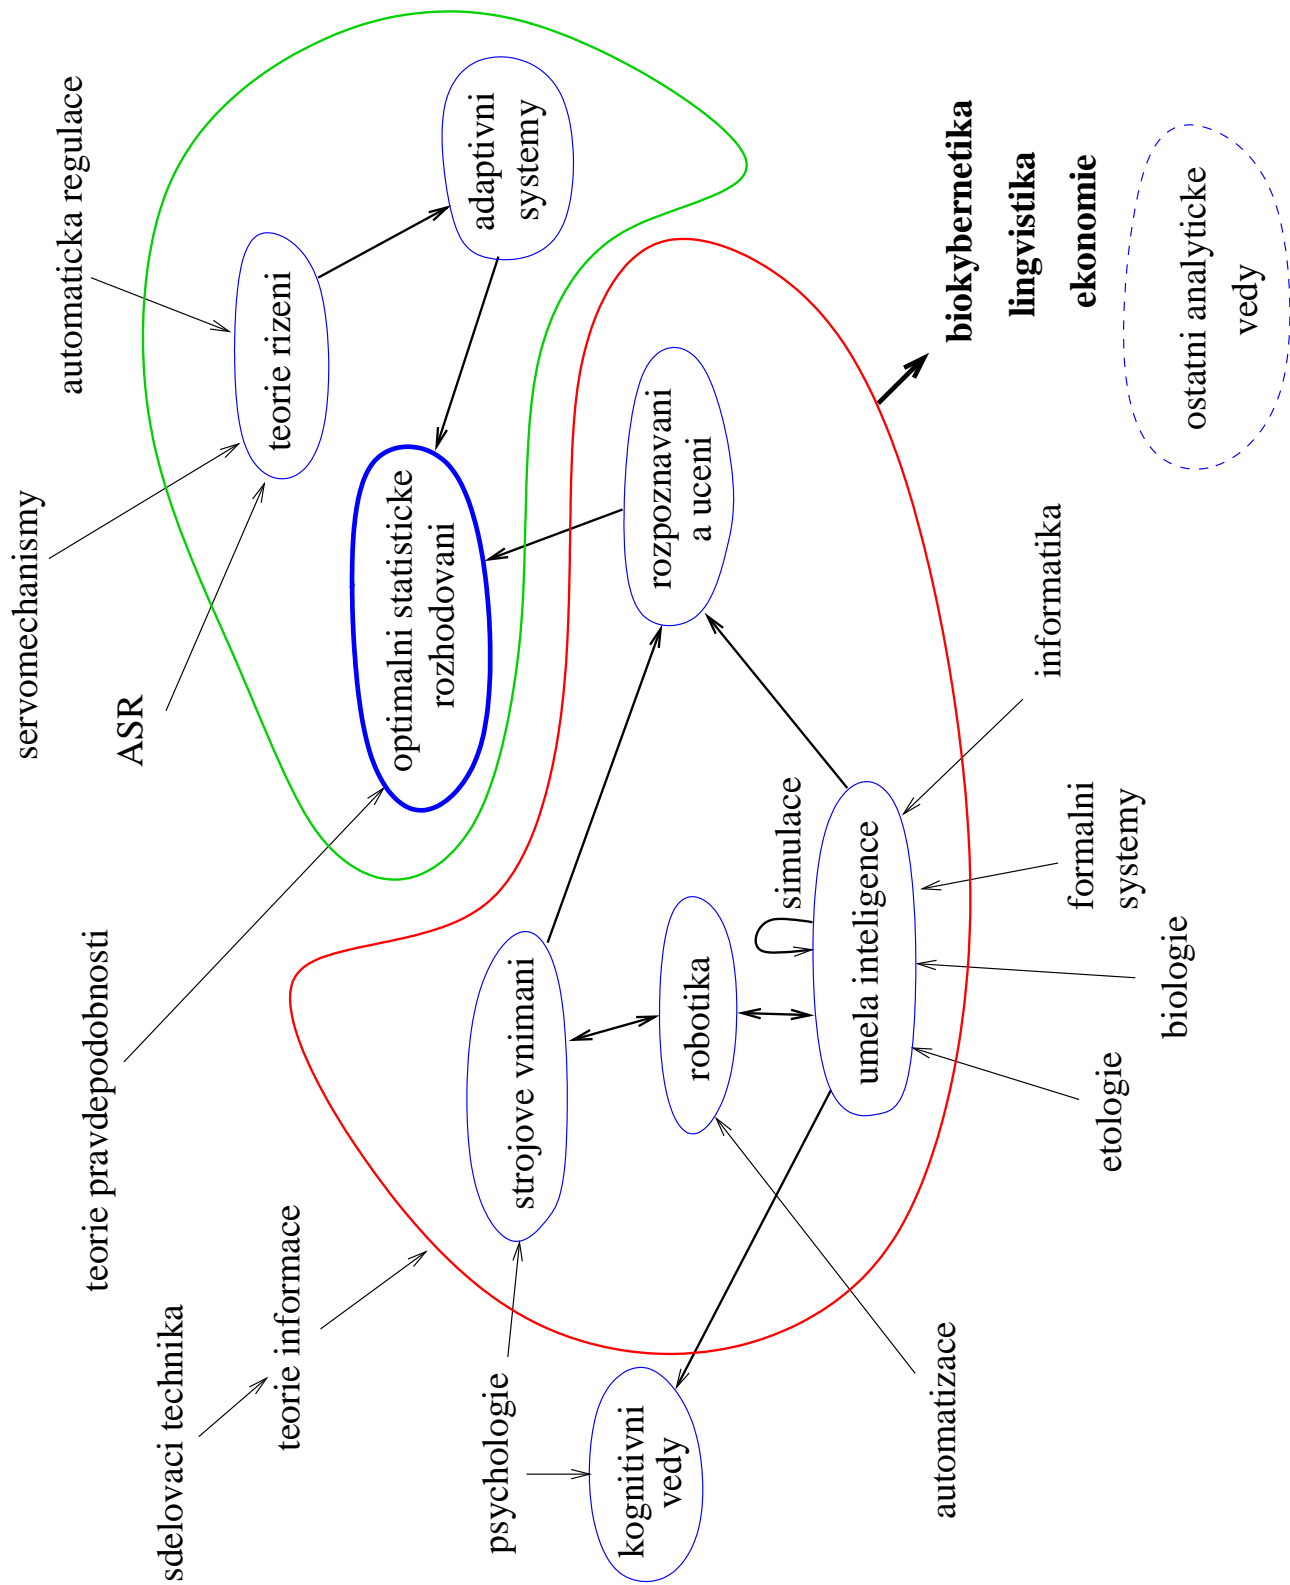 servomechanismy
automaticka regulace
ASR
teorie rizeni
adaptivni
systemy
optimalni statisticke
rozhodovani
teorie pravdepodobnosti
sdelovaci technika
teorie informace
psychologie
kognitivni
vedy
strojove vnimani
robotika
simulace
umela inteligence
rozpoznavani
a uceni
automatizace
etologie
biologie
formalni
systemy
informatika
biokybernetika
lingvistika
ekonomie
ostatni analyticke
vedy